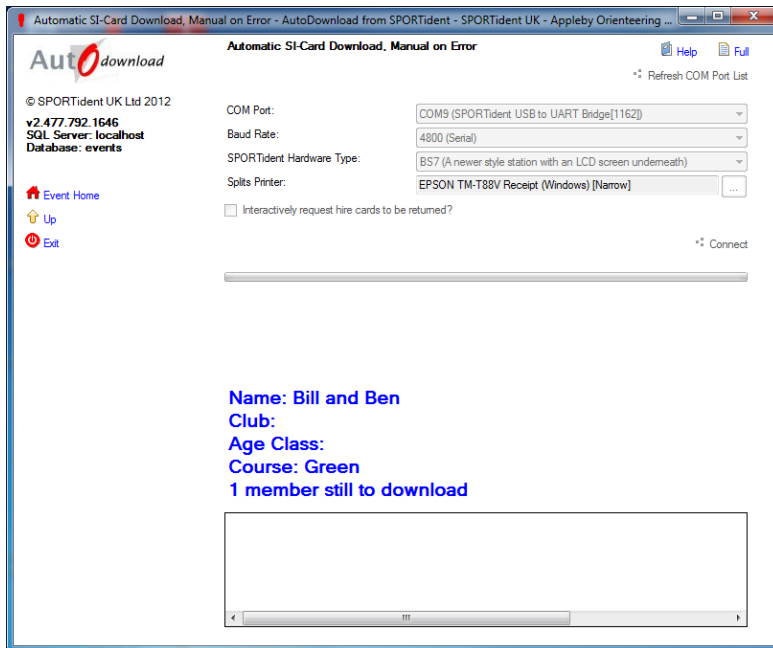 Automatic SI-Card Download, Manual on Error - AutoDownload from SPORTident - SPORTident UK - Appleby Orienteering ...
AutOdownload
Automatic SI-Card Download, Manual on Error
Help
Full
Refresh COM Port List
© SPORTident UK Ltd 2012
v2.477.792.1646
SQL Server: localhost
Database: events
Event Home
Up
Exit
COM Port:
COM9 (SPORTident USB to UART Bridge[1162])
Baud Rate:
4800 (Serial)
SPORTident Hardware Type:
BS7 (A newer style station with an LCD screen underneath)
Splits Printer:
EPSON TM-T88V Receipt (Windows) [Narrow]
...
Interactively request hire cards to be returned?
Connect
Name: Bill and Ben
Club:
Age Class:
Course: Green
1 member still to download